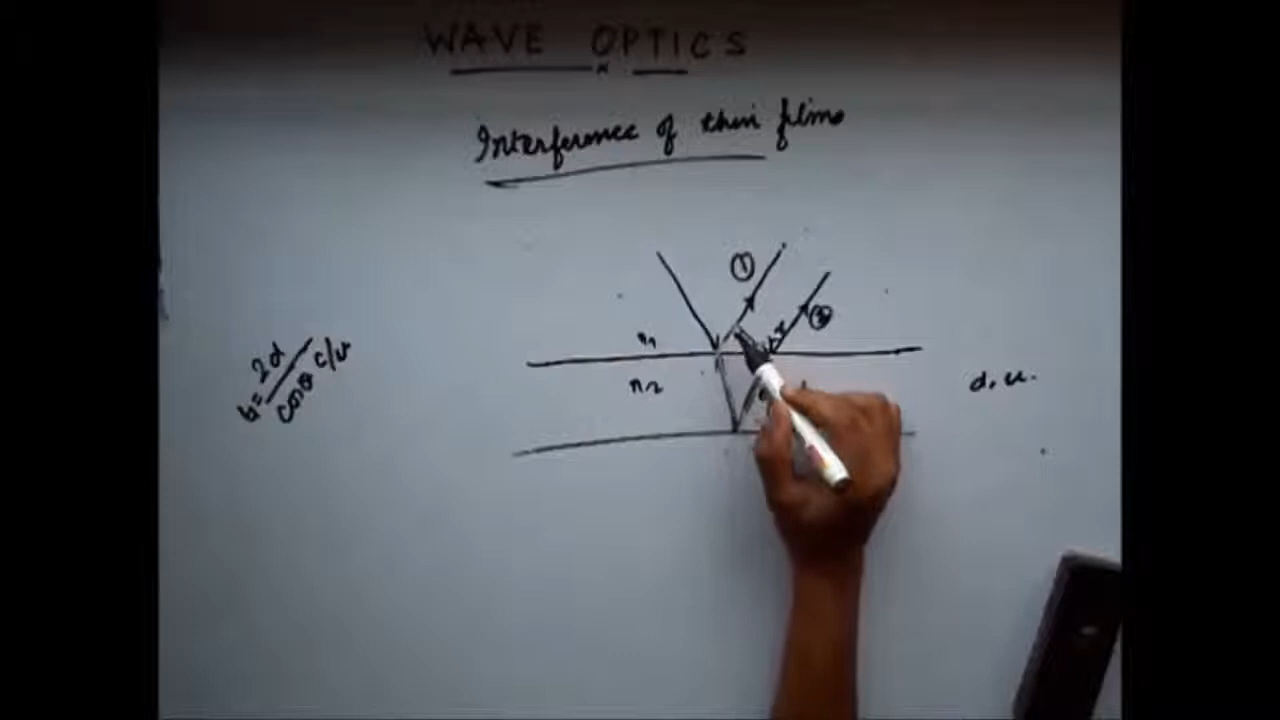 WAVE OPTICS
Interference of thin films
①
②
n₁
n₂
2d
cosθ c/v